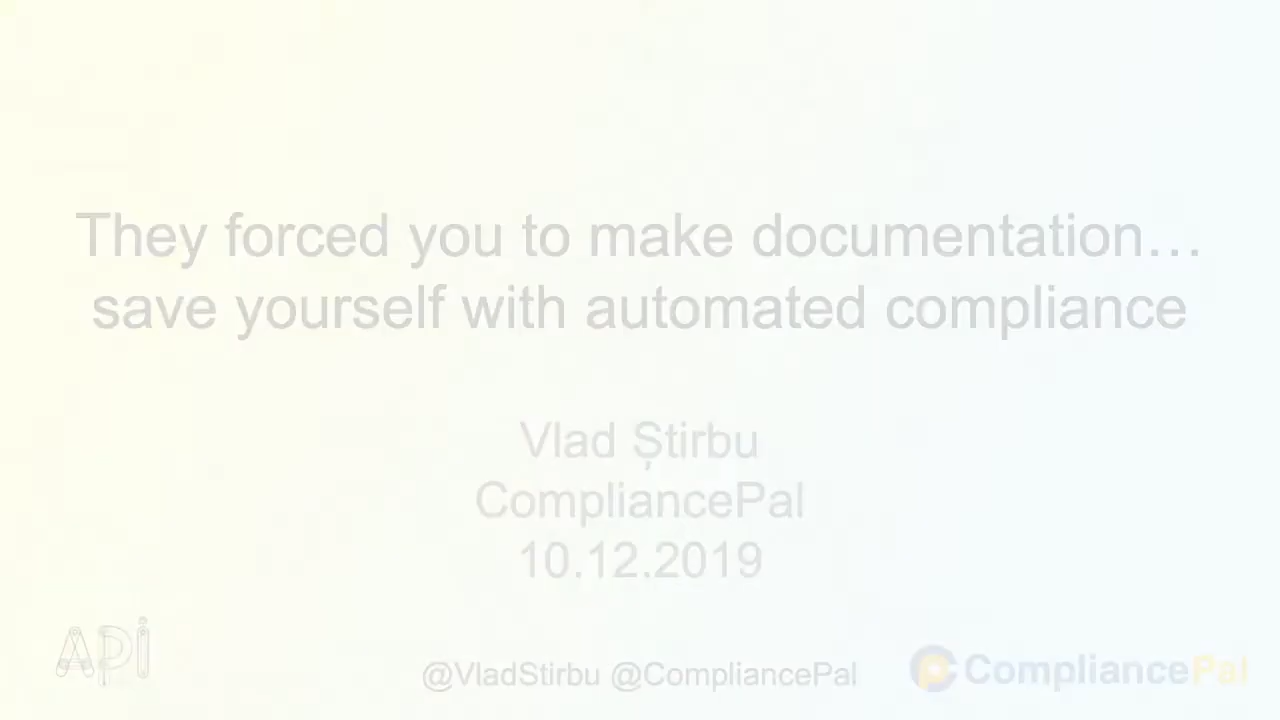 They forced you to make documentation…
save yourself with automated compliance
Vlad Știrbu
CompliancePal
10.12.2019
API
@VladStirbu @CompliancePal
CompliancePal